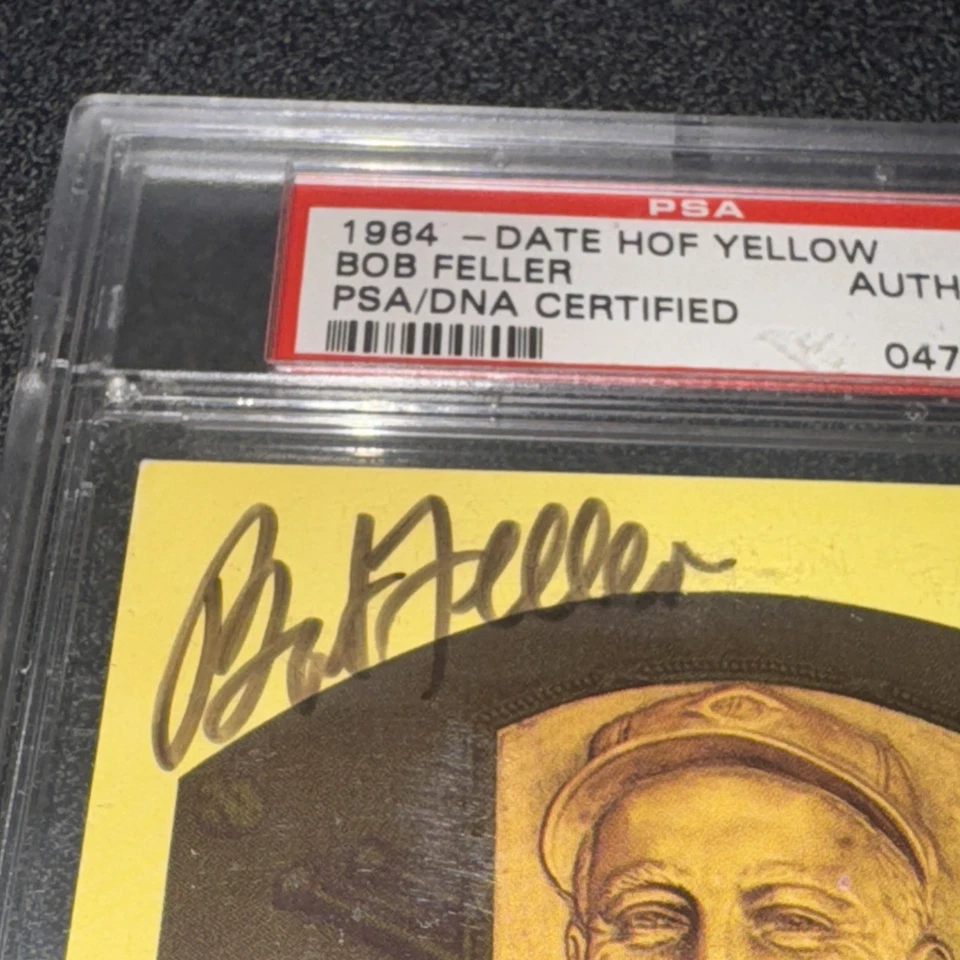 PSA
1964 - DATE HOF YELLOW
BOB FELLER AUTH
PSA/DNA CERTIFIED
047
Bob Feller